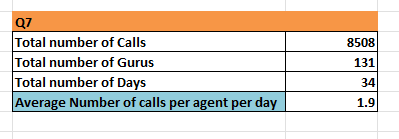 Q7
Total number of Calls 8508
Total number of Gurus 131
Total number of Days 34
Average Number of calls per agent per day 1.9